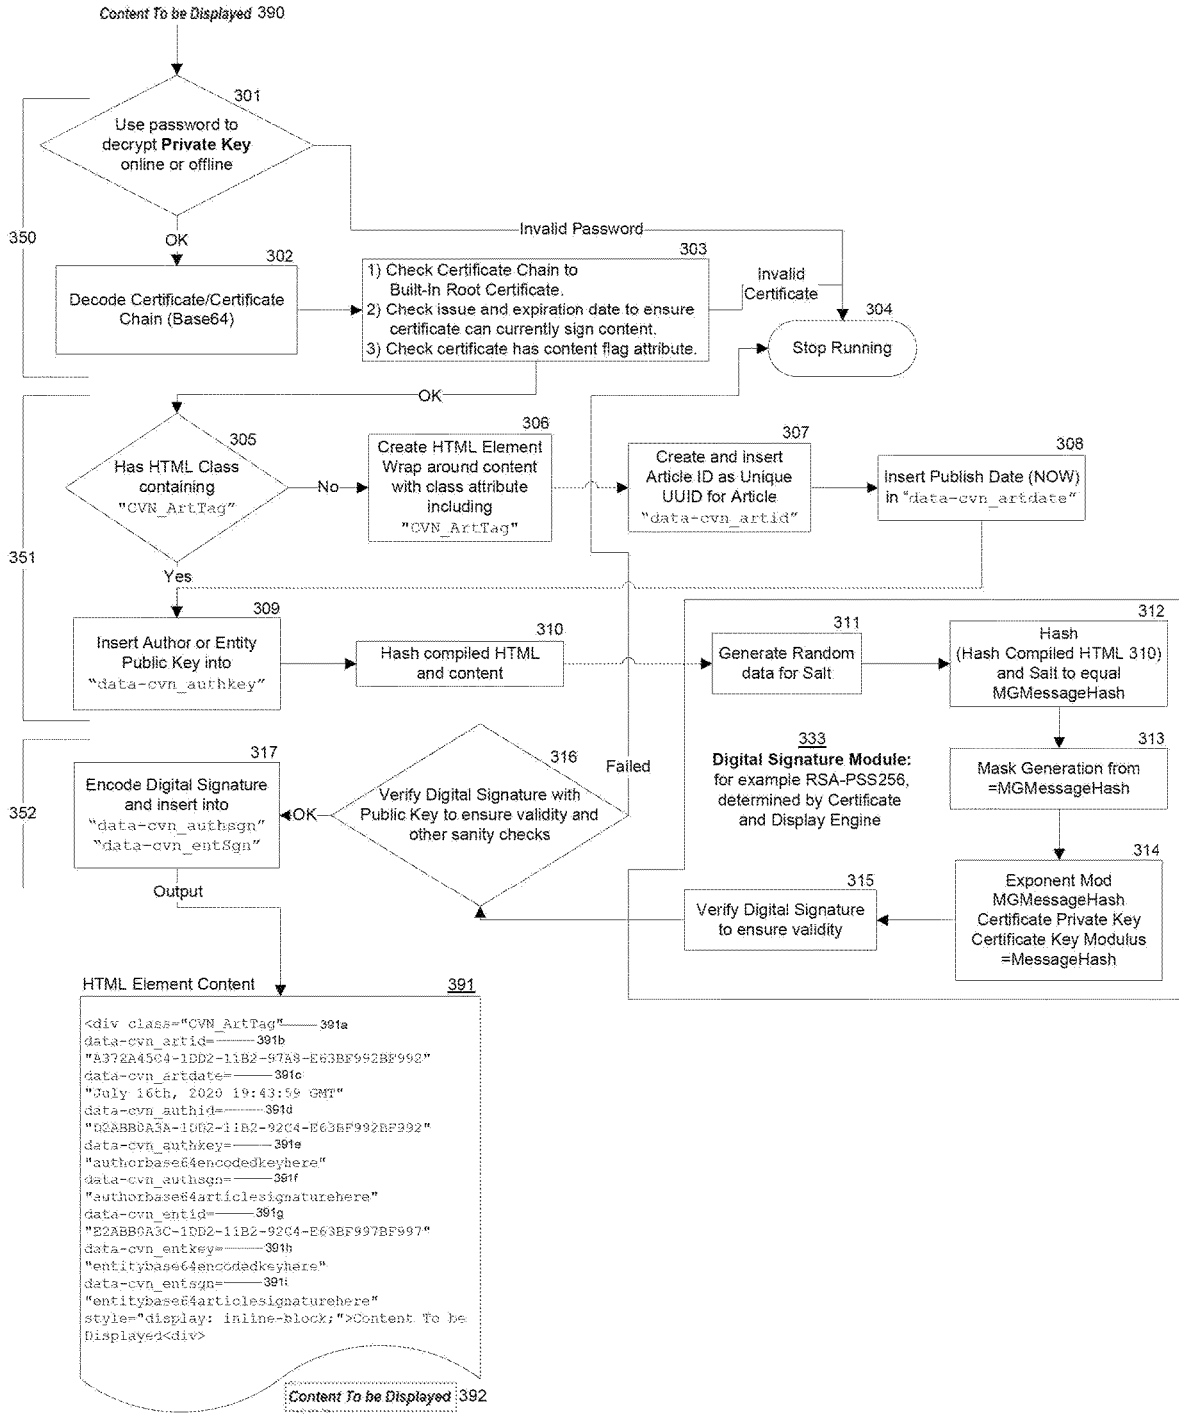 Content To be Displayed 390
301
Use password to
decrypt Private Key
online or offline
350
OK
Invalid Password
302
Decode Certificate/Certificate
Chain (Base64)
303
1) Check Certificate Chain to
Built-In Root Certificate.
2) Check issue and expiration date to ensure
certificate can currently sign content.
3) Check certificate has content flag attribute.
Invalid
Certificate
304
Stop Running
OK
351
305
Has HTML Class
containing
"CVN_ArtTag"
No
Yes
306
Create HTML Element
Wrap around content
with class attribute
including
"CVN_ArtTag"
307
Create and insert
Article ID as Unique
UUID for Article
“data-cvn_artid”
308
Insert Publish Date (NOW)
in “data-cvn_artdate”
309
Insert Author or Entity
Public Key into
“data-cvn_authkey”
310
Hash compiled HTML
and content
311
Generate Random
data for Salt
312
Hash
(Hash Compiled HTML 310)
and Salt to equal
MGMessageHash
313
Mask Generation from
=MGMessageHash
333
Digital Signature Module:
for example RSA-PSS256,
determined by Certificate
and Display Engine
314
Exponent Mod
MGMessageHash
Certificate Private Key
Certificate Key Modulus
=MessageHash
315
Verify Digital Signature
to ensure validity
316
Verify Digital Signature with
Public Key to ensure validity and
other sanity checks
Failed
OK
352
317
Encode Digital Signature
and insert into
“data-cvn_authsgn”
“data-cvn_entSgn”
Output
HTML Element Content 391
<div class="CVN_ArtTag" 391a
data-cvn_artid= 391b
"A372A45C4-1DD2-11B2-97A8-E63BF992BF992"
data-cvn_artdate= 391c
"July 16th, 2020 19:43:59 GMT"
data-cvn_authid= 391d
"D2ABB0A3A-1DD2-11B2-92C4-E63BF992BF992"
data-cvn_authkey= 391e
"authorbase64encodedkeyhere"
data-cvn_authsgn= 391f
"authorbase64articlesignaturehere"
data-cvn_entid= 391g
"E2ABB0A3C-1DD2-11B2-92C4-E63BF997BF997"
data-cvn_entkey= 391h
"entitybase64encodedkeyhere"
data-cvn_entsgn= 391i
"entitybase64articlesignaturehere"
style="display: inline-block;">Content To be
Displayed<div>
Content To be Displayed 392